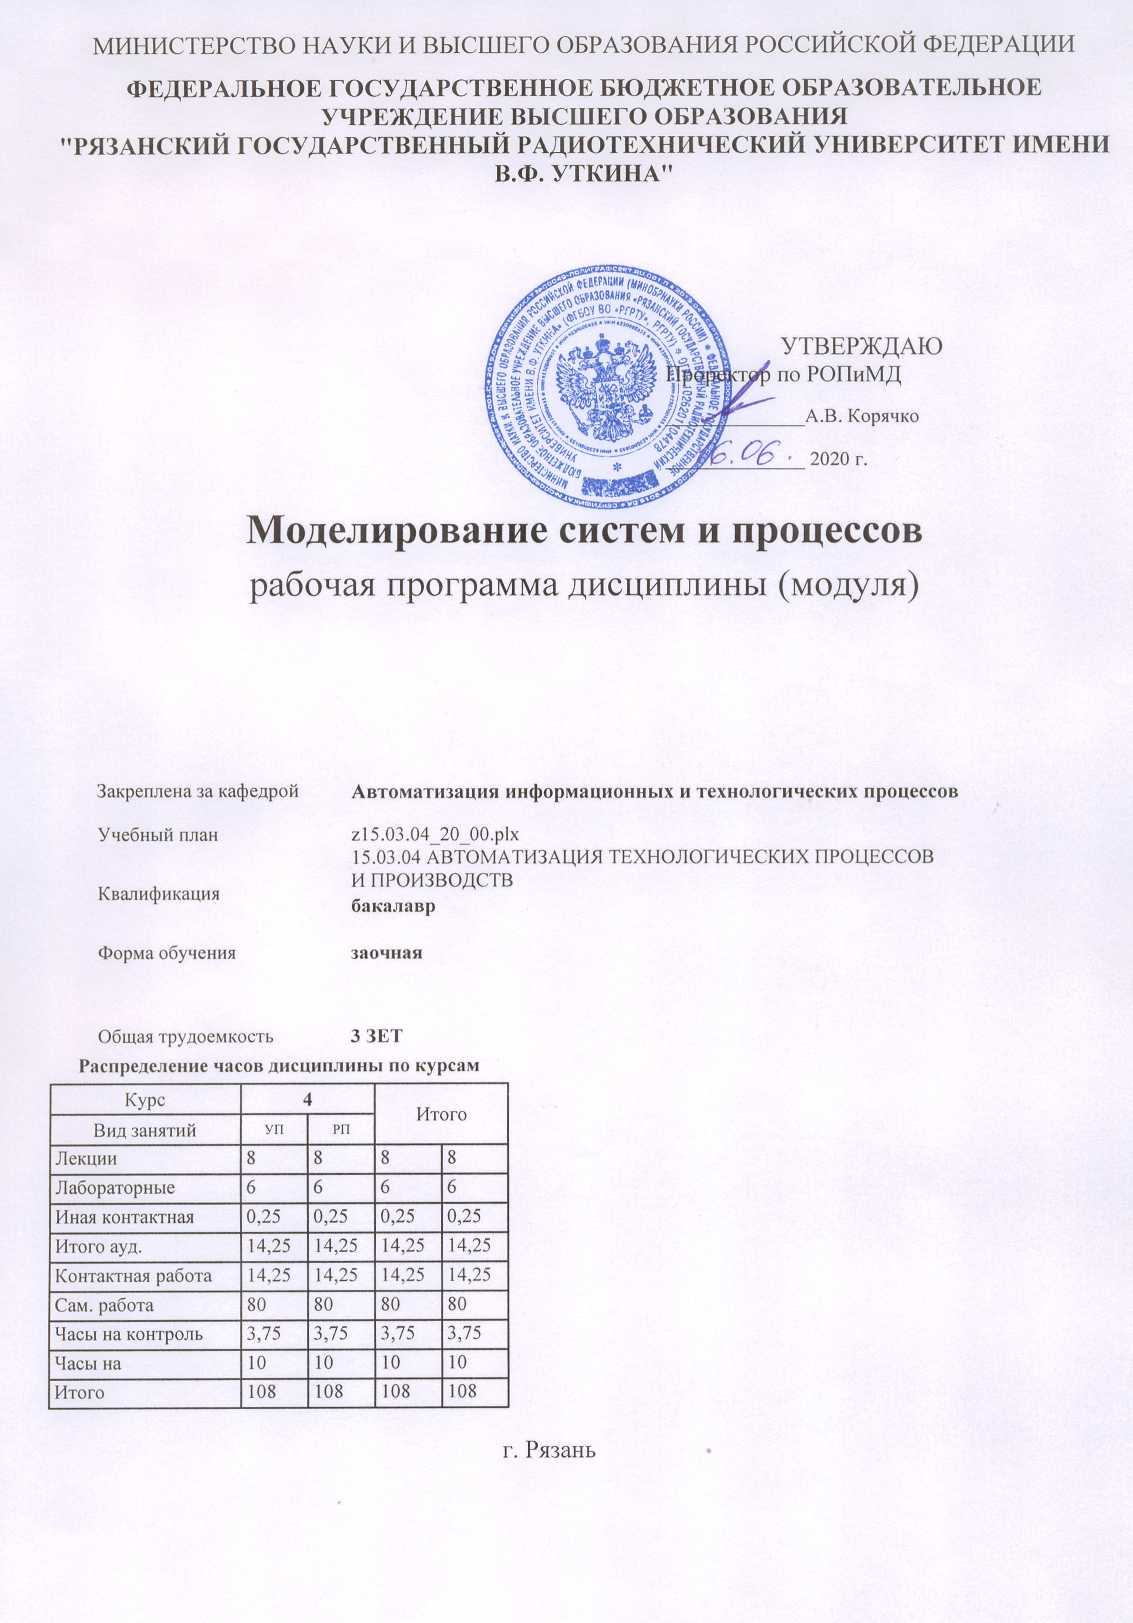 МИНИСТЕРСТВО НАУКИ И ВЫСШЕГО ОБРАЗОВАНИЯ РОССИЙСКОЙ ФЕДЕРАЦИИ
ФЕДЕРАЛЬНОЕ ГОСУДАРСТВЕННОЕ БЮДЖЕТНОЕ ОБРАЗОВАТЕЛЬНОЕ
УЧРЕЖДЕНИЕ ВЫСШЕГО ОБРАЗОВАНИЯ
"РЯЗАНСКИЙ ГОСУДАРСТВЕННЫЙ РАДИОТЕХНИЧЕСКИЙ УНИВЕРСИТЕТ ИМЕНИ
В.Ф. УТКИНА"
УТВЕРЖДАЮ
Проректор по РОПиМД
А.В. Корячко
06. 2020 г.
Моделирование систем и процессов
рабочая программа дисциплины (модуля)
Закреплена за кафедрой Автоматизация информационных и технологических процессов
Учебный план z15.03.04_20_00.plx
15.03.04 АВТОМАТИЗАЦИЯ ТЕХНОЛОГИЧЕСКИХ ПРОЦЕССОВ
И ПРОИЗВОДСТВ
Квалификация бакалавр
Форма обучения заочная
Общая трудоемкость 3 ЗЕТ
Распределение часов дисциплины по курсам
Курс 4 Итого
Вид занятий УП РП
Лекции 8 8 8 8
Лабораторные 6 6 6 6
Иная контактная 0,25 0,25 0,25 0,25
Итого ауд. 14,25 14,25 14,25 14,25
Контактная работа 14,25 14,25 14,25 14,25
Сам. работа 80 80 80 80
Часы на контроль 3,75 3,75 3,75 3,75
Часы на 10 10 10 10
Итого 108 108 108 108
г. Рязань